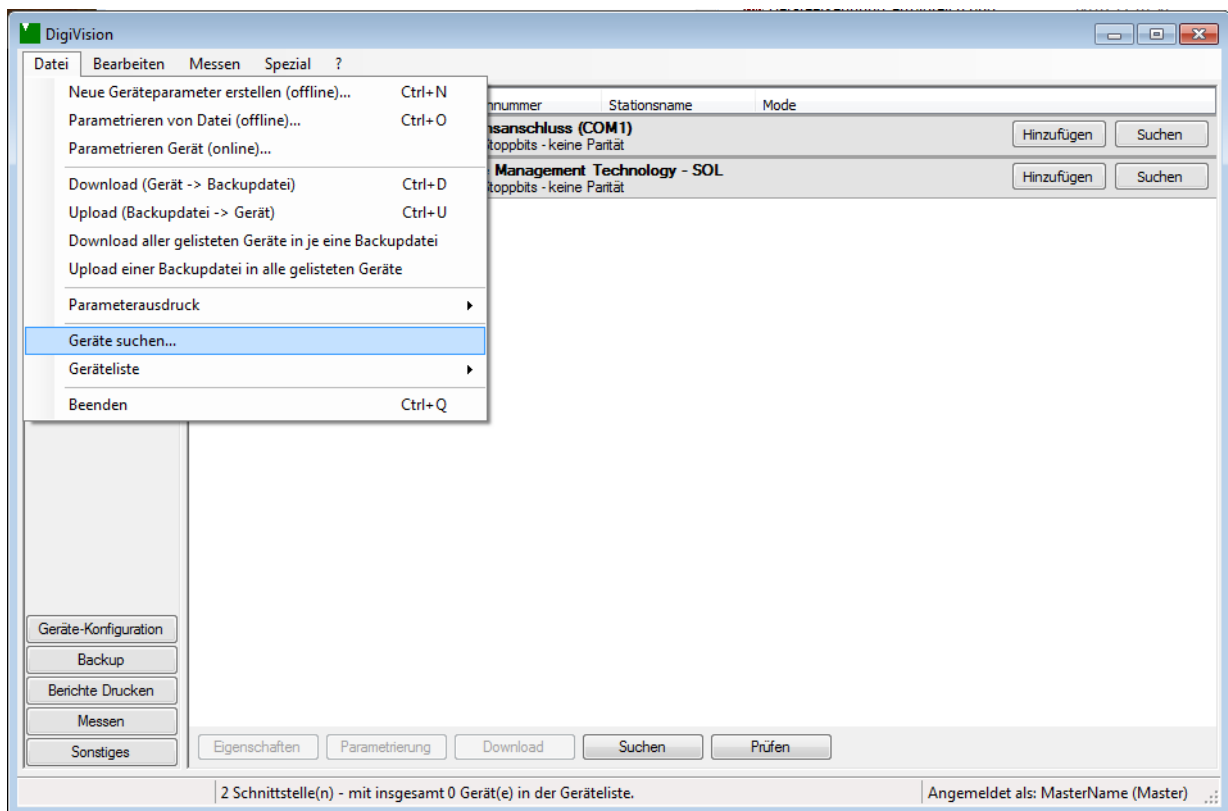 DigiVision
Datei Bearbeiten Messen Spezial ?
Neue Geräteparameter erstellen (offline)... Ctrl+N
Parametrieren von Datei (offline)... Ctrl+O
Parametrieren Gerät (online)...
Download (Gerät -> Backupdatei) Ctrl+D
Upload (Backupdatei -> Gerät) Ctrl+U
Download aller gelisteten Geräte in je eine Backupdatei
Upload einer Backupdatei in alle gelisteten Geräte
Parameterausdruck
Geräte suchen...
Geräteliste
Beenden Ctrl+Q
nnummer Stationsname Mode
nsanschluss (COM1)
Stoppbits - keine Parität
Hinzufügen Suchen
Management Technology - SOL
Stoppbits - keine Parität
Hinzufügen Suchen
Geräte-Konfiguration
Backup
Berichte Drucken
Messen
Sonstiges
Eigenschaften Parametrierung Download Suchen Prüfen
2 Schnittstelle(n) - mit insgesamt 0 Gerät(e) in der Geräteliste.
Angemeldet als: MasterName (Master)